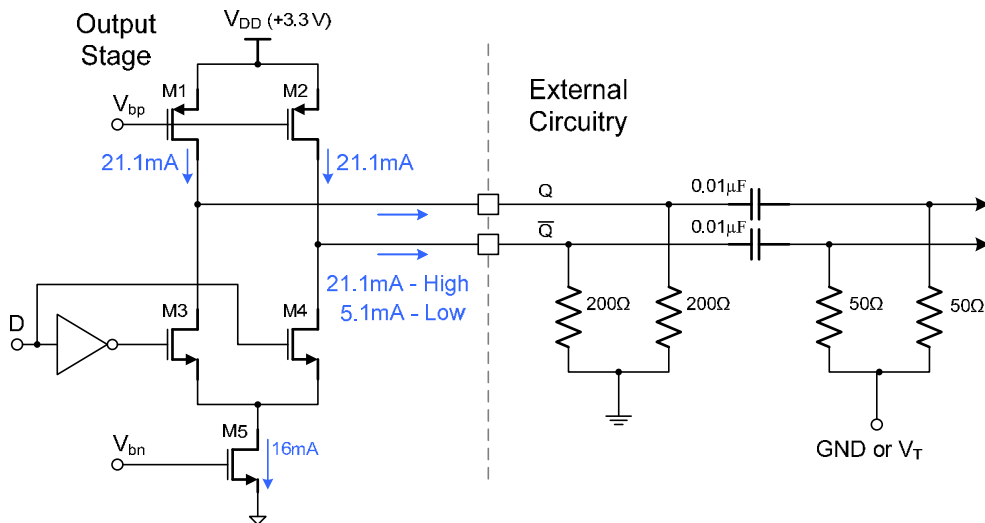 Output
Stage
V_DD (+3.3 V)
M1
M2
V_bp
21.1mA
21.1mA
External
Circuitry
Q
Q̅
0.01μF
0.01μF
21.1mA - High
5.1mA - Low
200Ω
200Ω
50Ω
50Ω
D
M3
M4
V_bn
M5
16mA
GND or V_T